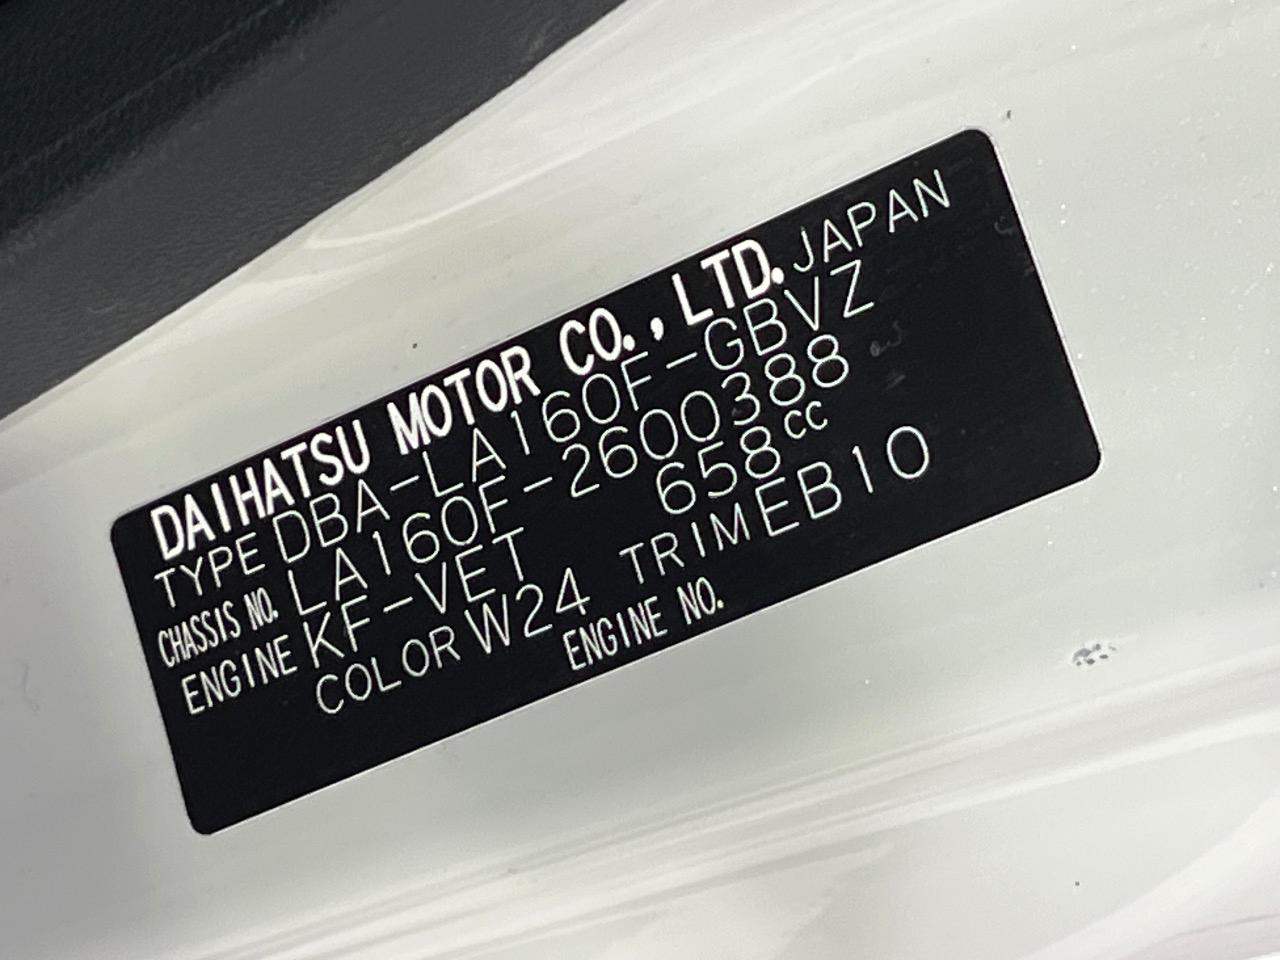 DAIHATSU MOTOR CO., LTD. JAPAN
TYPE DBA-LA160F-GBVZ
CHASSIS NO. LA160F-2600388
ENGINE KF-VET 658cc
COLOR W24 TRIM EB10
ENGINE NO.